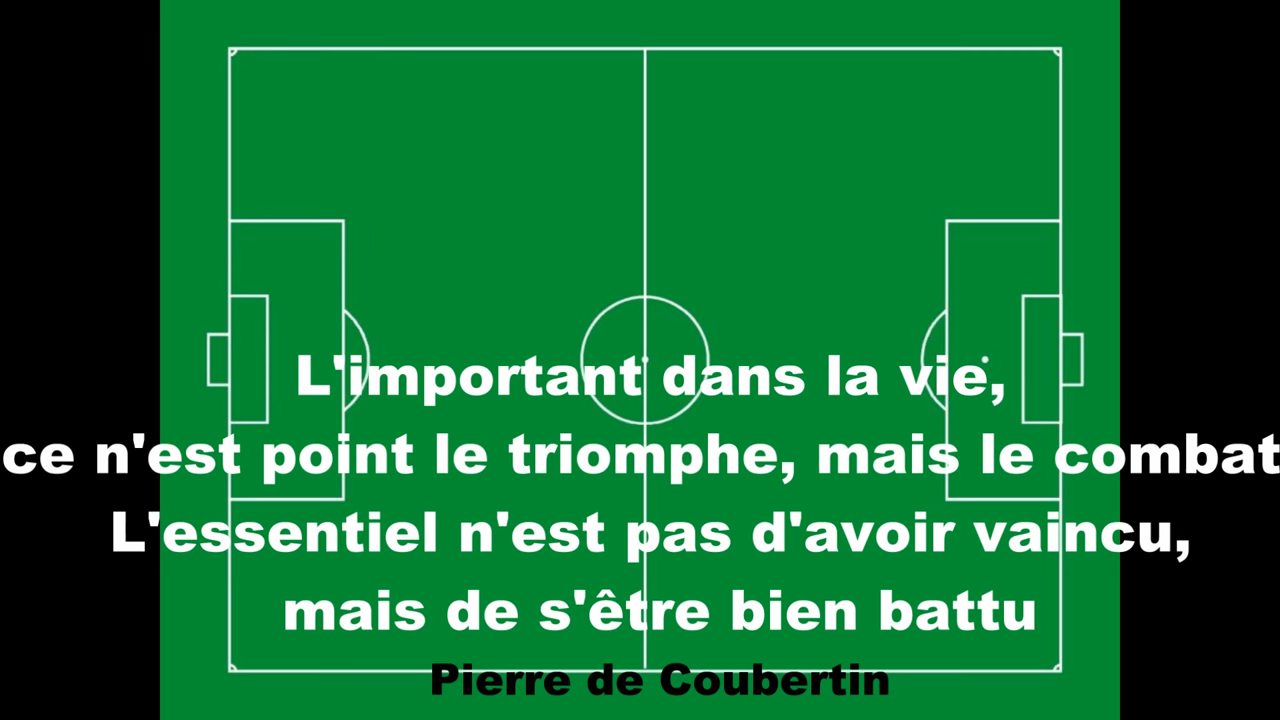 L'important dans la vie,
ce n'est point le triomphe, mais le combat
L'essentiel n'est pas d'avoir vaincu,
mais de s'être bien battu
Pierre de Coubertin